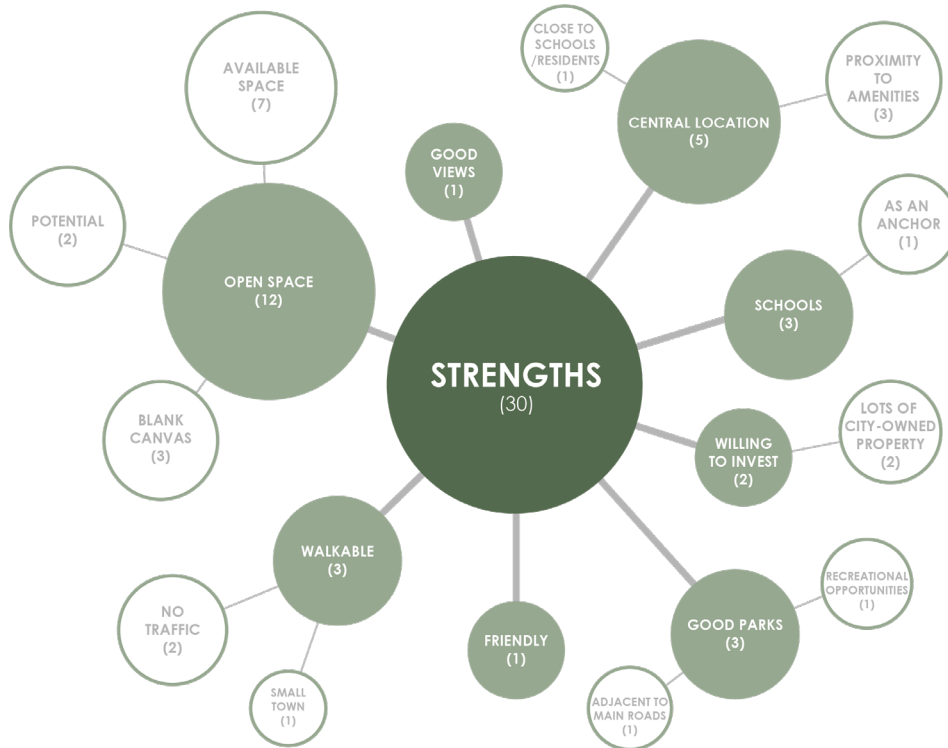 AVAILABLE
SPACE
(7)
POTENTIAL
(2)
OPEN SPACE
(12)
BLANK
CANVAS
(3)
GOOD
VIEWS
(1)
CLOSE TO
SCHOOLS
/RESIDENTS
(1)
CENTRAL LOCATION
(5)
PROXIMITY
TO
AMENITIES
(3)
AS AN
ANCHOR
(1)
SCHOOLS
(3)
STRENGTHS
(30)
WILLING
TO INVEST
(2)
LOTS OF
CITY-OWNED
PROPERTY
(2)
WALKABLE
(3)
NO
TRAFFIC
(2)
SMALL
TOWN
(1)
FRIENDLY
(1)
GOOD PARKS
(3)
RECREATIONAL
OPPORTUNITIES
(1)
ADJACENT TO
MAIN ROADS
(1)